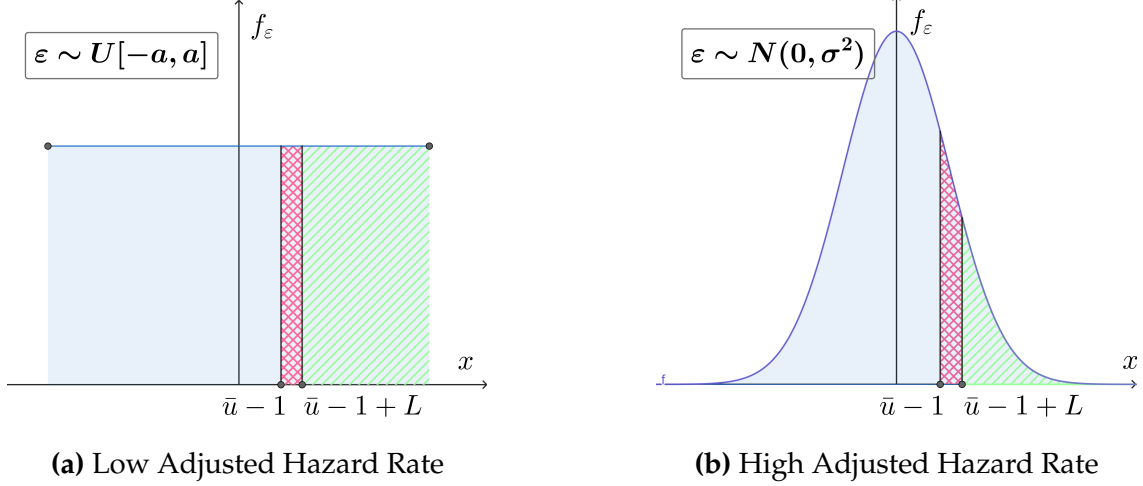 f_ε
ε ∼ U[−a, a]
x
ū − 1
ū − 1 + L
(a) Low Adjusted Hazard Rate
f_ε
ε ∼ N(0, σ²)
x
f
ū − 1
ū − 1 + L
(b) High Adjusted Hazard Rate